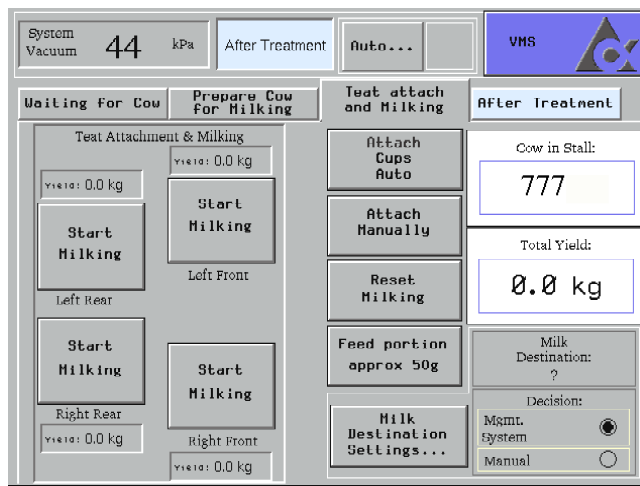 System
Vacuum 44 kPa
After Treatment
Auto...
VMS
Waiting for Cow
Prepare Cow
for Milking
Teat attach
and Milking
After Treatment
Teat Attachment & Milking
Yield: 0.0 kg
Start
Milking
Left Rear
Yield: 0.0 kg
Start
Milking
Left Front
Start
Milking
Right Rear
Yield: 0.0 kg
Start
Milking
Right Front
Yield: 0.0 kg
Attach
Cups
Auto
Attach
Manually
Reset
Milking
Feed portion
approx 50g
Milk
Destination
Settings...
Cow in Stall:
777
Total Yield:
0.0 kg
Milk
Destination:
?
Decision:
Mgmt.
System
Manual